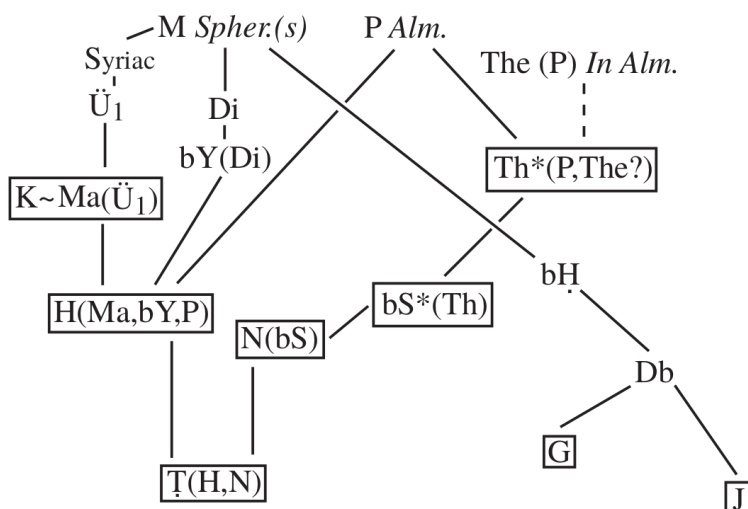 M Spher.(s)
P Alm.
Syriac
The (P) In Alm.
Ü₁
Di
bY(Di)
Th*(P,The?)
K~Ma(Ü₁)
bḤ
H(Ma,bY,P)
bS*(Th)
N(bS)
Db
G
Ṭ(H,N)
J